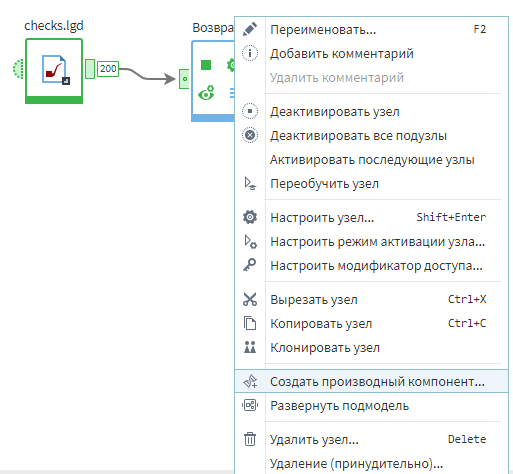 checks.lgd
200
Возвра
Переименовать... F2
Добавить комментарий
Удалить комментарий
Деактивировать узел
Деактивировать все подузлы
Активировать последующие узлы
Переобучить узел
Настроить узел... Shift+Enter
Настроить режим активации узла...
Настроить модификатор доступа...
Вырезать узел Ctrl+X
Копировать узел Ctrl+C
Клонировать узел
Создать производный компонент...
Развернуть подмодель
Удалить узел... Delete
Удаление (принудительно)...